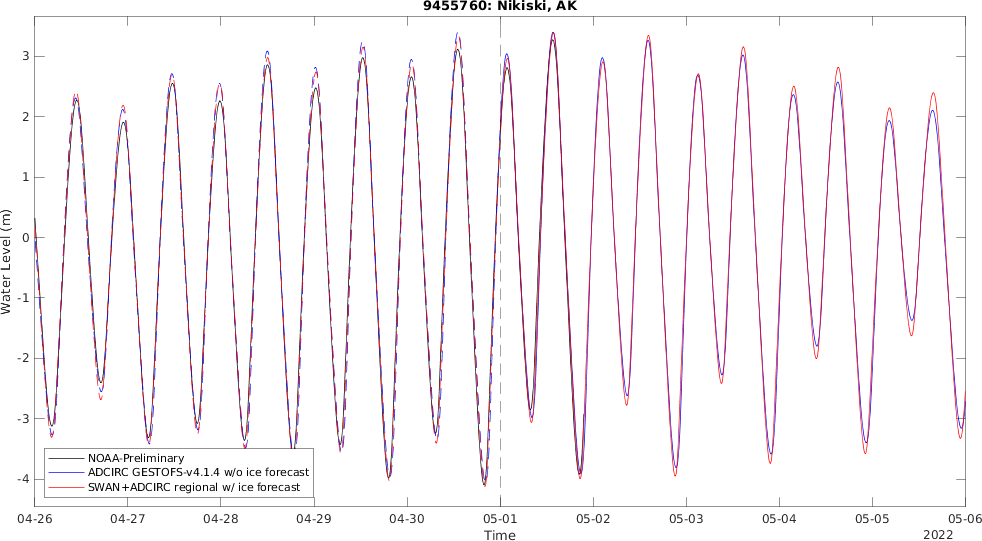 9455760: Nikiski, AK
Water Level (m)
3
2
1
0
-1
-2
-3
-4
NOAA-Preliminary
ADCIRC GESTOFS-v4.1.4 w/o ice forecast
SWAN+ADCIRC regional w/ ice forecast
04-26 04-27 04-28 04-29 04-30 05-01 05-02 05-03 05-04 05-05 05-06
Time
2022